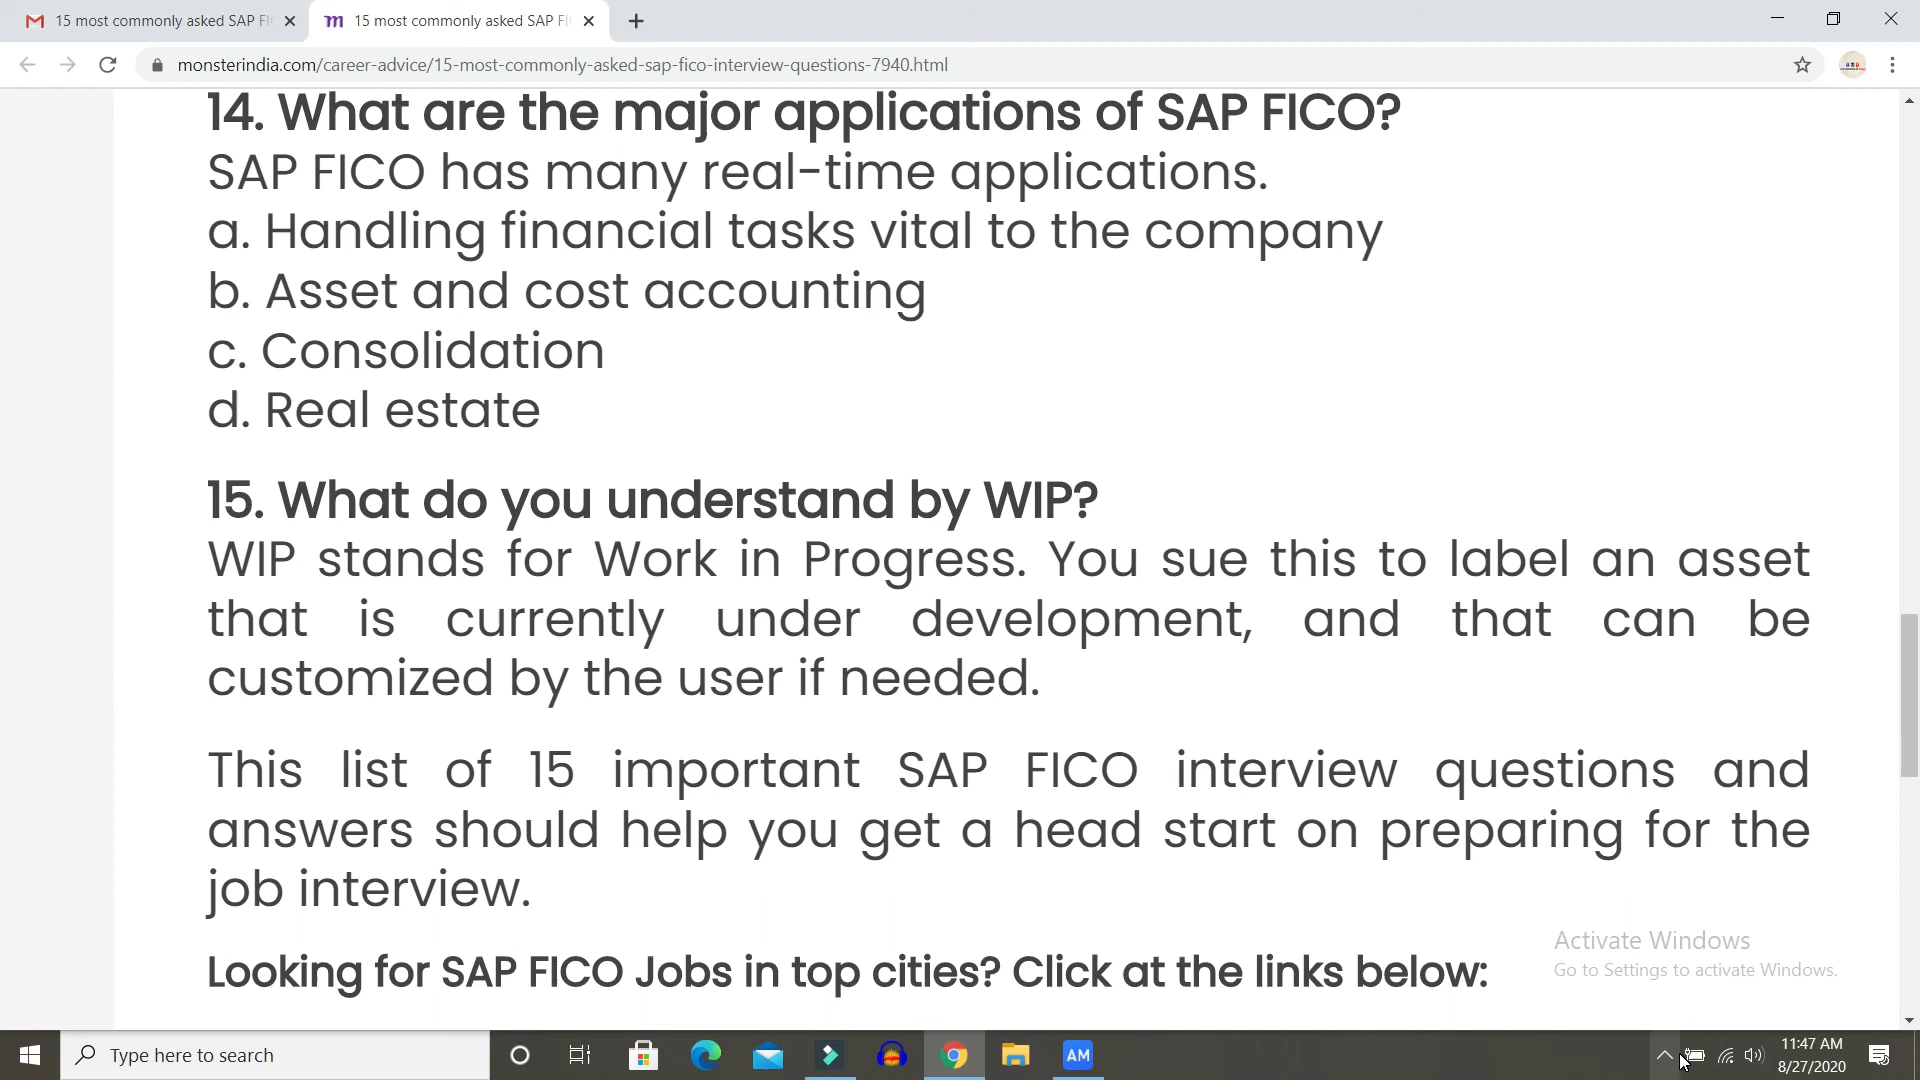 15 most commonly asked SAP FI
15 most commonly asked SAP FI
monsterindia.com/career-advice/15-most-commonly-asked-sap-fico-interview-questions-7940.html
14. What are the major applications of SAP FICO?
SAP FICO has many real-time applications.
a. Handling financial tasks vital to the company
b. Asset and cost accounting
c. Consolidation
d. Real estate
15. What do you understand by WIP?
WIP stands for Work in Progress. You sue this to label an asset
that is currently under development, and that can be
customized by the user if needed.
This list of 15 important SAP FICO interview questions and
answers should help you get a head start on preparing for the
job interview.
Activate Windows
Looking for SAP FICO Jobs in top cities? Click at the links below:
Go to Settings to activate Windows.
Type here to search
AM
11:47 AM
8/27/2020